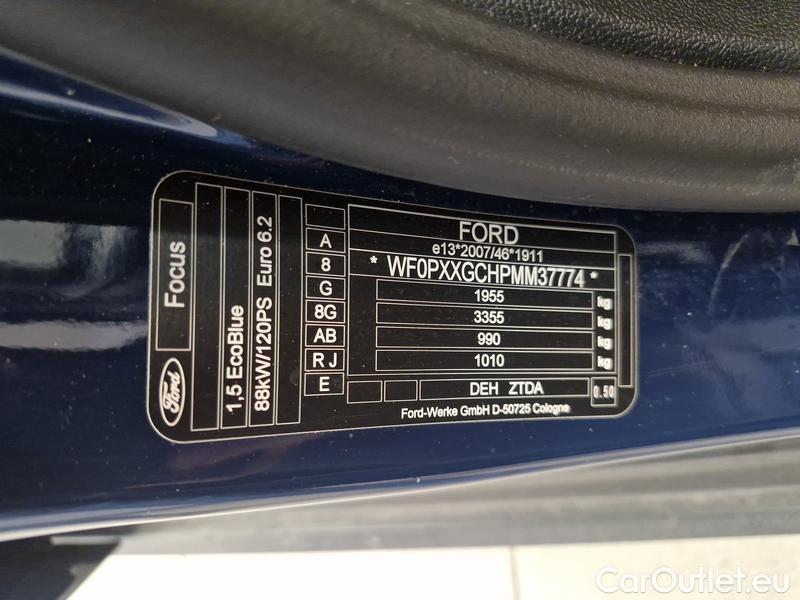 Focus
Ford
1,5 EcoBlue
88kW/120PS Euro 6.2
A
8
G
8G
AB
R J
E
FORD
e13*2007/46*1911
* WF0PXXGCHPMM37774 *
1955 kg
3355 kg
990 kg
1010 kg
DEH ZTDA
0.50
Ford-Werke GmbH D-50725 Cologne
CarOutlet.eu